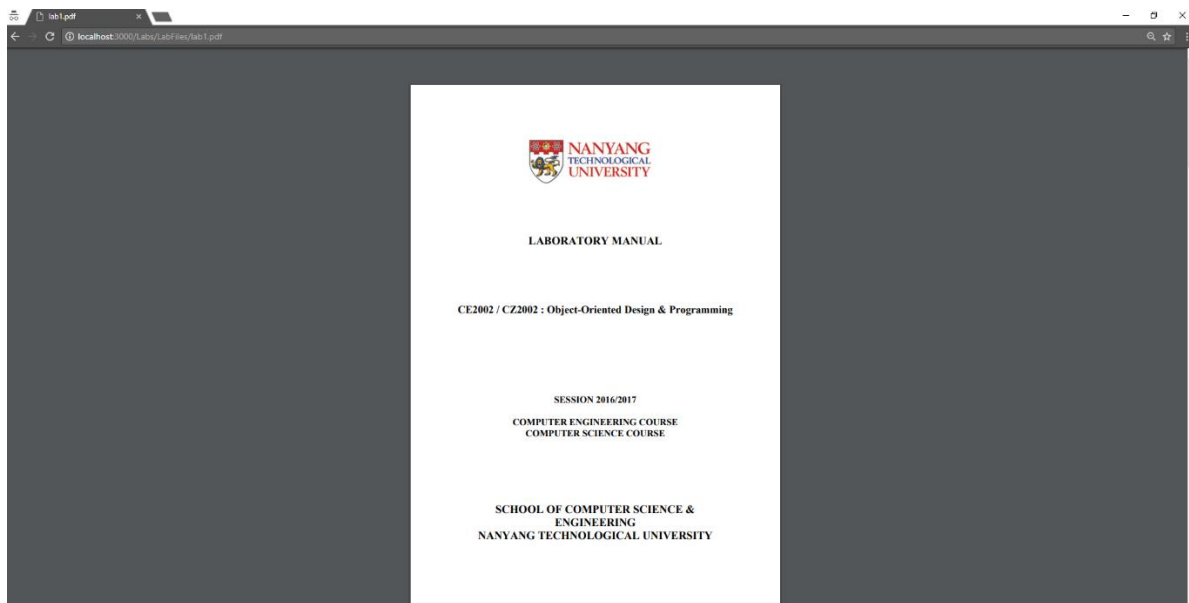 lab1.pdf
localhost:3000/Labs/LabFiles/lab1.pdf
NANYANG
TECHNOLOGICAL
UNIVERSITY
LABORATORY MANUAL
CE2002 / CZ2002 : Object-Oriented Design & Programming
SESSION 2016/2017
COMPUTER ENGINEERING COURSE
COMPUTER SCIENCE COURSE
SCHOOL OF COMPUTER SCIENCE &
ENGINEERING
NANYANG TECHNOLOGICAL UNIVERSITY